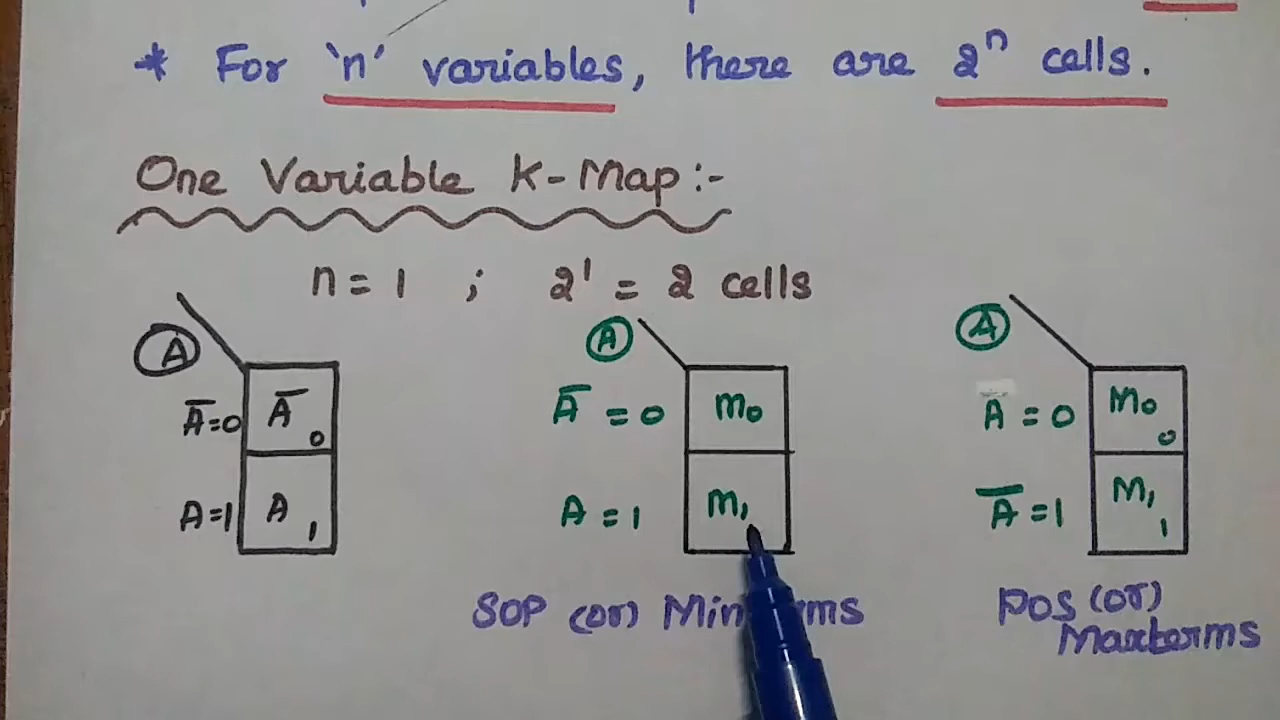 * For 'n' variables, there are 2ⁿ cells.
One Variable K-Map:-
n = 1 ; 2¹ = 2 cells
A
A̅=0 A̅ 0
A=1 A 1
A
A̅ = 0 m₀
A = 1 m₁
SOP (or) Minterms
A
A = 0 M₀ 0
A̅ = 1 M₁ 1
POS (or)
Maxterms